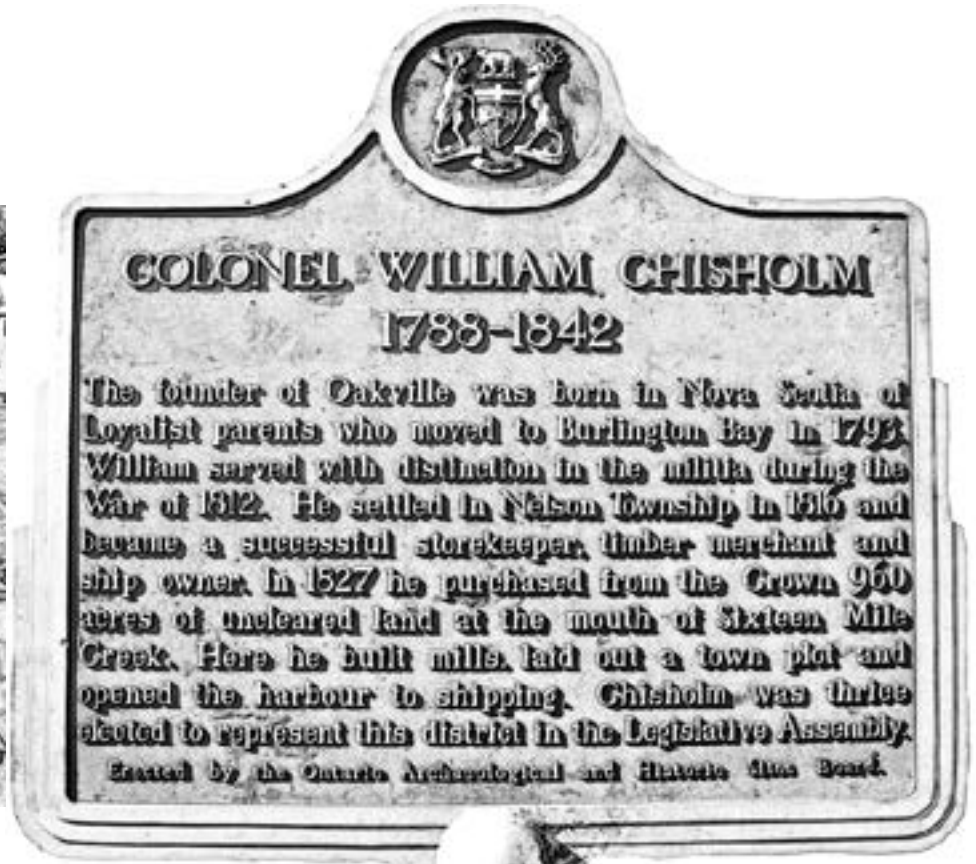 COLONEL WILLIAM CHISHOLM
1788-1842
The founder of Oakville was born in Nova Scotia of
Loyalist parents who moved to Burlington Bay in 1793.
William served with distinction in the militia during the
War of 1812. He settled in Nelson Township in 1816 and
became a successful storekeeper, timber merchant and
ship owner. In 1827 he purchased from the Crown 960
acres of uncleared land at the mouth of Sixteen Mile
Creek. Here he built mills, laid out a town plot and
opened the harbour to shipping. Chisholm was thrice
elected to represent this district in the Legislative Assembly.
Erected by the Ontario Archaeological and Historic Sites Board.